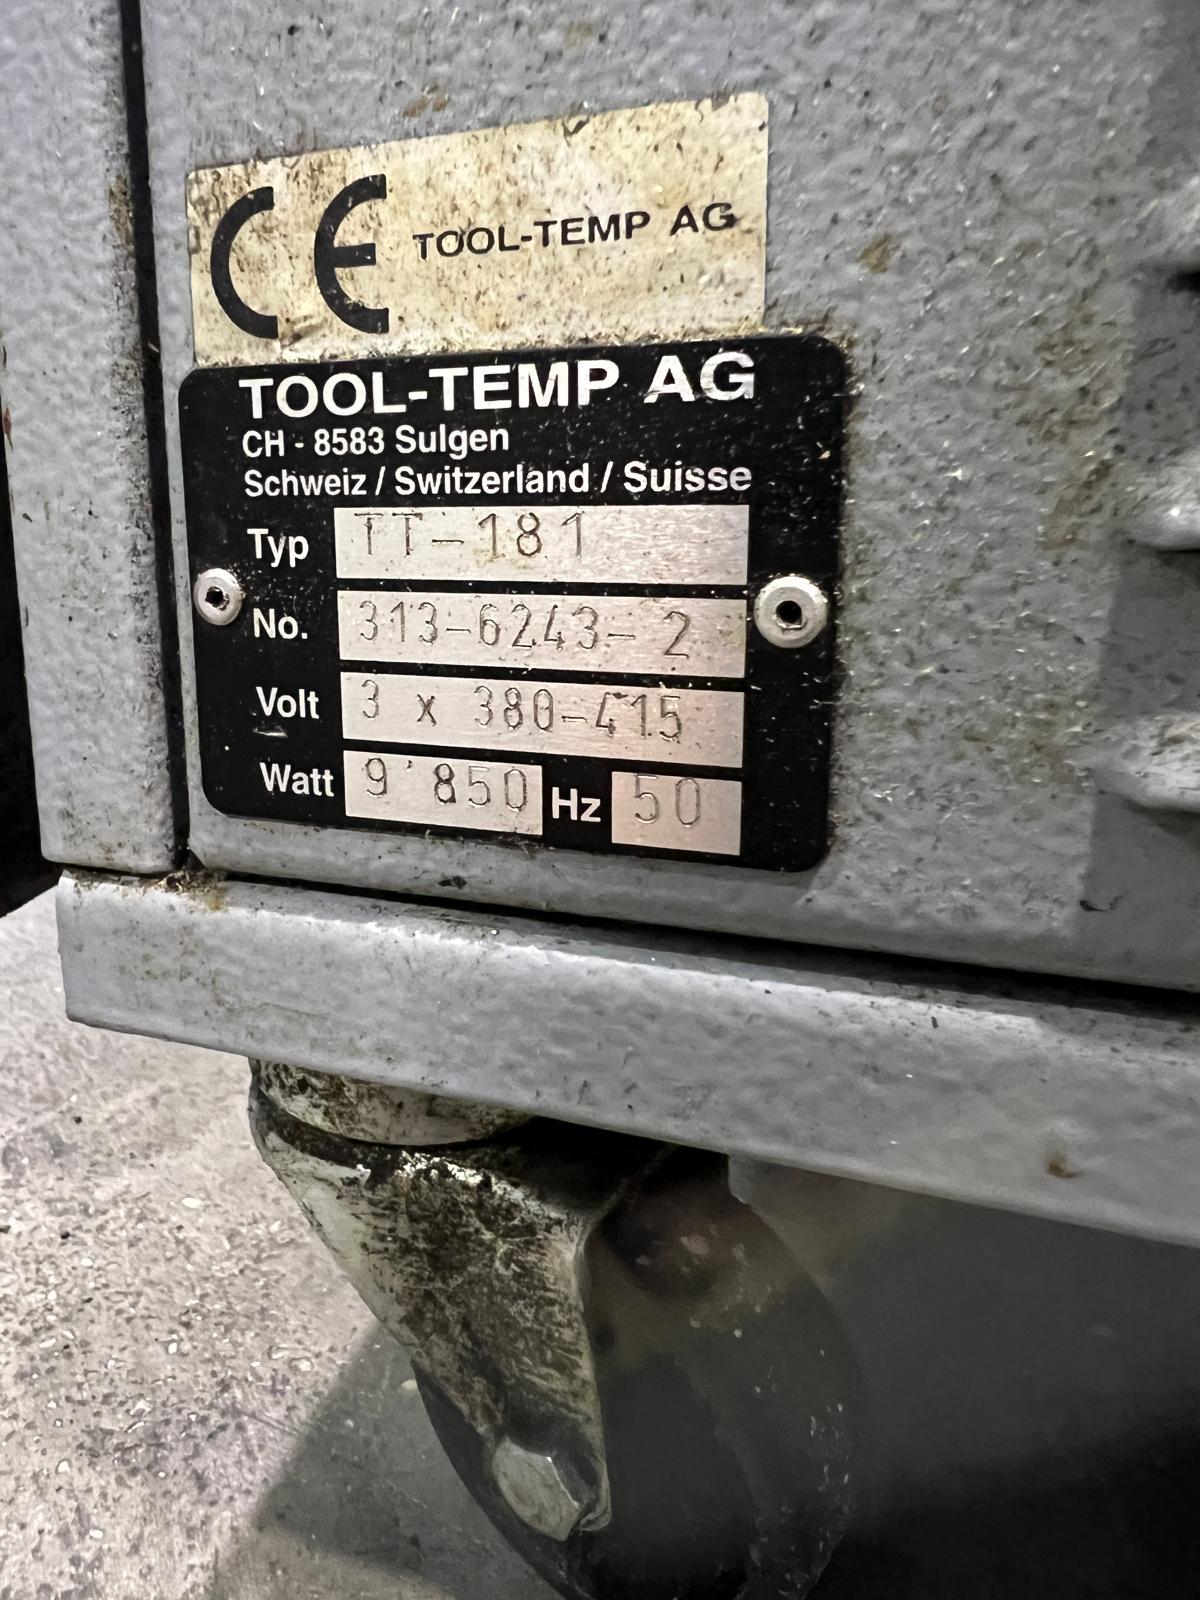 CE TOOL-TEMP AG
TOOL-TEMP AG
CH - 8583 Sulgen
Schweiz / Switzerland / Suisse
Typ TT-181
No. 313-6243-2
Volt 3 x 380-415
Watt 9'850 Hz 50